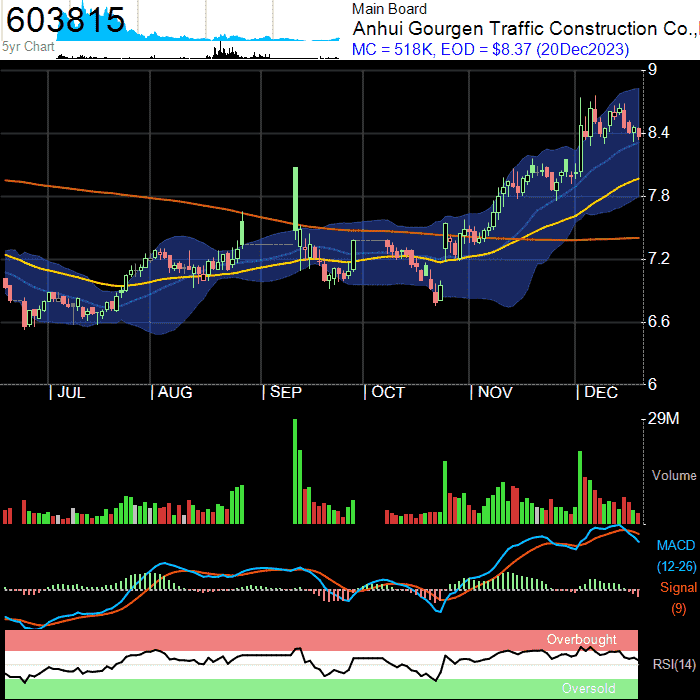 603815
5yr Chart
Main Board
Anhui Gourgen Traffic Construction Co.,
MC = 518K, EOD = $8.37 (20Dec2023)
9
8.4
7.8
7.2
6.6
6
JUL
AUG
SEP
OCT
NOV
DEC
29M
Volume
MACD
(12-26)
Signal
(9)
Overbought
RSI(14)
Oversold